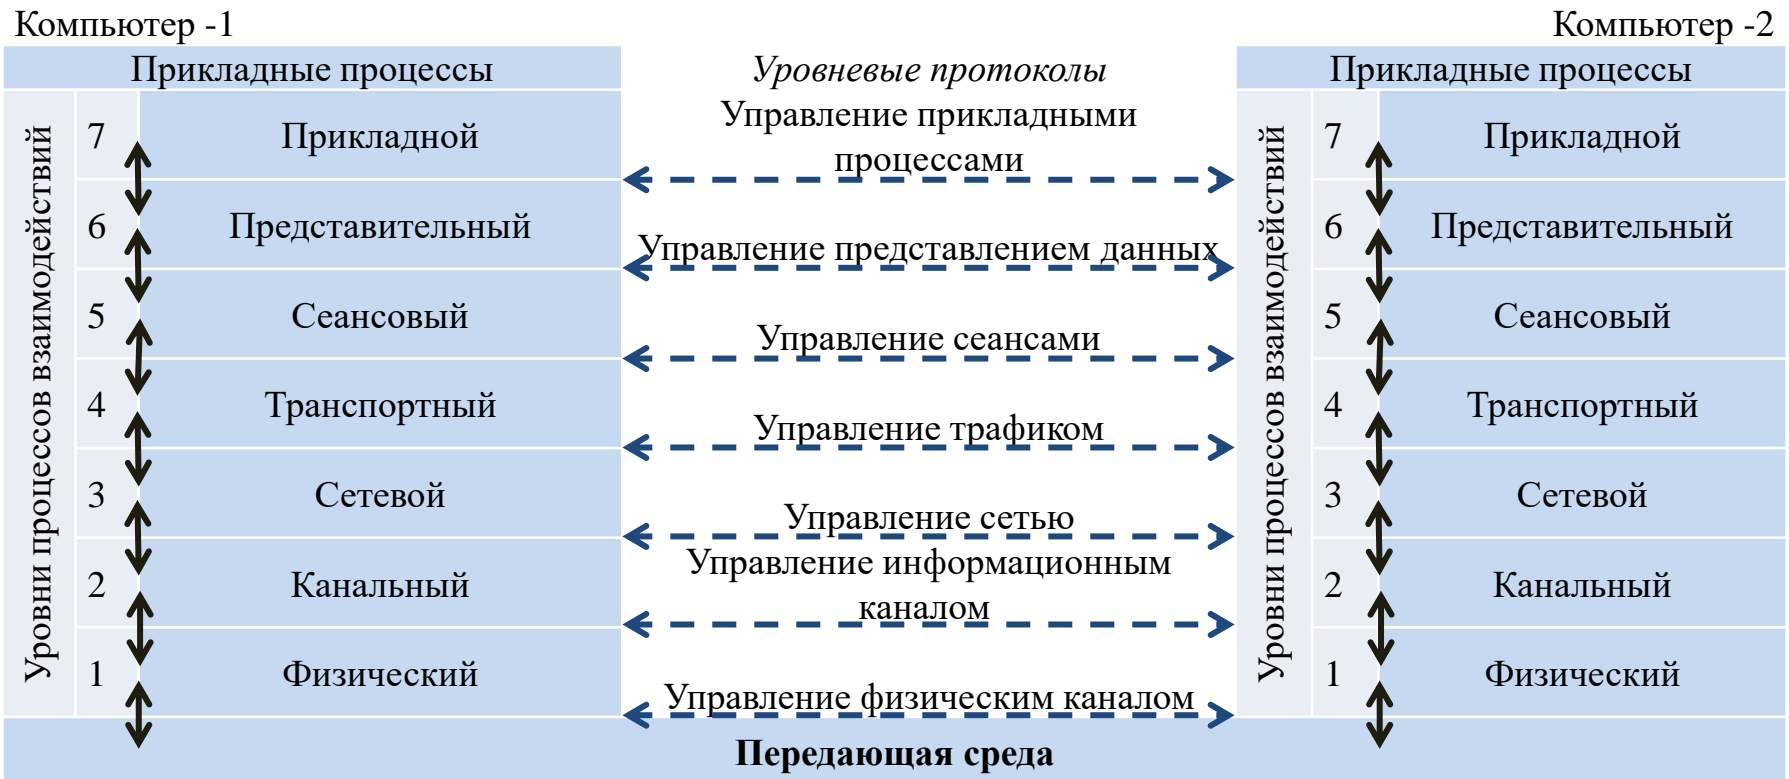 Компьютер -1
Компьютер -2
Прикладные процессы
Уровневые протоколы
Прикладные процессы
Уровни процессов взаимодействий
7
Прикладной
Управление прикладными
процессами
Уровни процессов взаимодействий
7
Прикладной
6
Представительный
Управление представлением данных
6
Представительный
5
Сеансовый
Управление сеансами
5
Сеансовый
4
Транспортный
Управление трафиком
4
Транспортный
3
Сетевой
Управление сетью
3
Сетевой
2
Канальный
Управление информационным
каналом
2
Канальный
1
Физический
Управление физическим каналом
1
Физический
Передающая среда